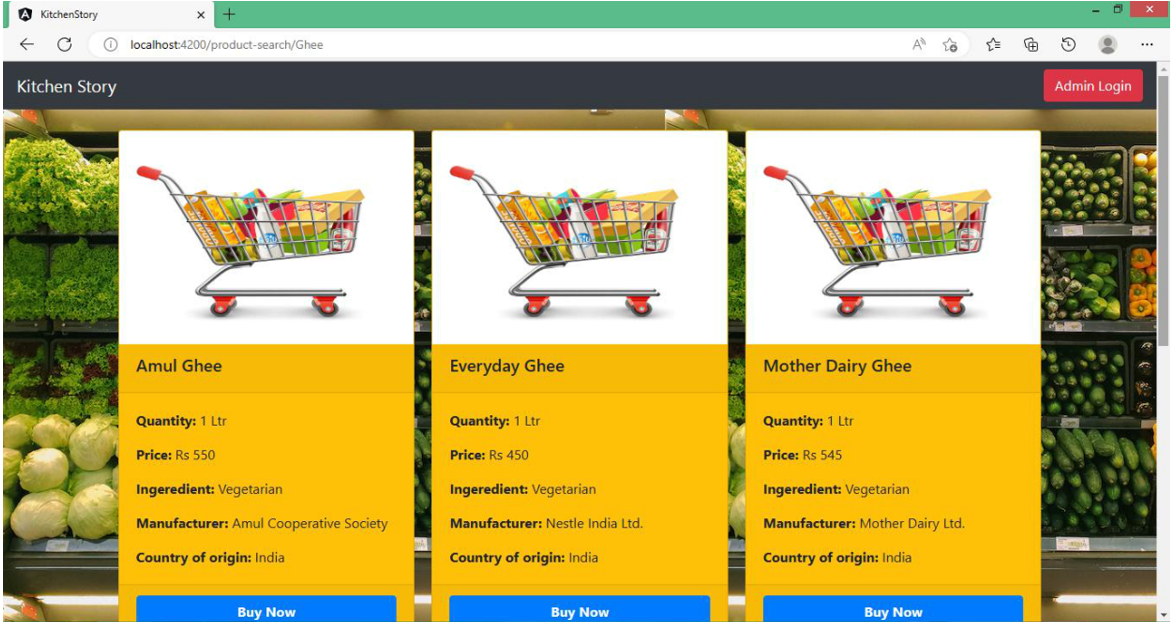 KitchenStory
localhost:4200/product-search/Ghee
Kitchen Story
Admin Login
Amul Ghee
Quantity: 1 Ltr
Price: Rs 550
Ingeredient: Vegetarian
Manufacturer: Amul Cooperative Society
Country of origin: India
Buy Now
Everyday Ghee
Quantity: 1 Ltr
Price: Rs 450
Ingeredient: Vegetarian
Manufacturer: Nestle India Ltd.
Country of origin: India
Buy Now
Mother Dairy Ghee
Quantity: 1 Ltr
Price: Rs 545
Ingeredient: Vegetarian
Manufacturer: Mother Dairy Ltd.
Country of origin: India
Buy Now